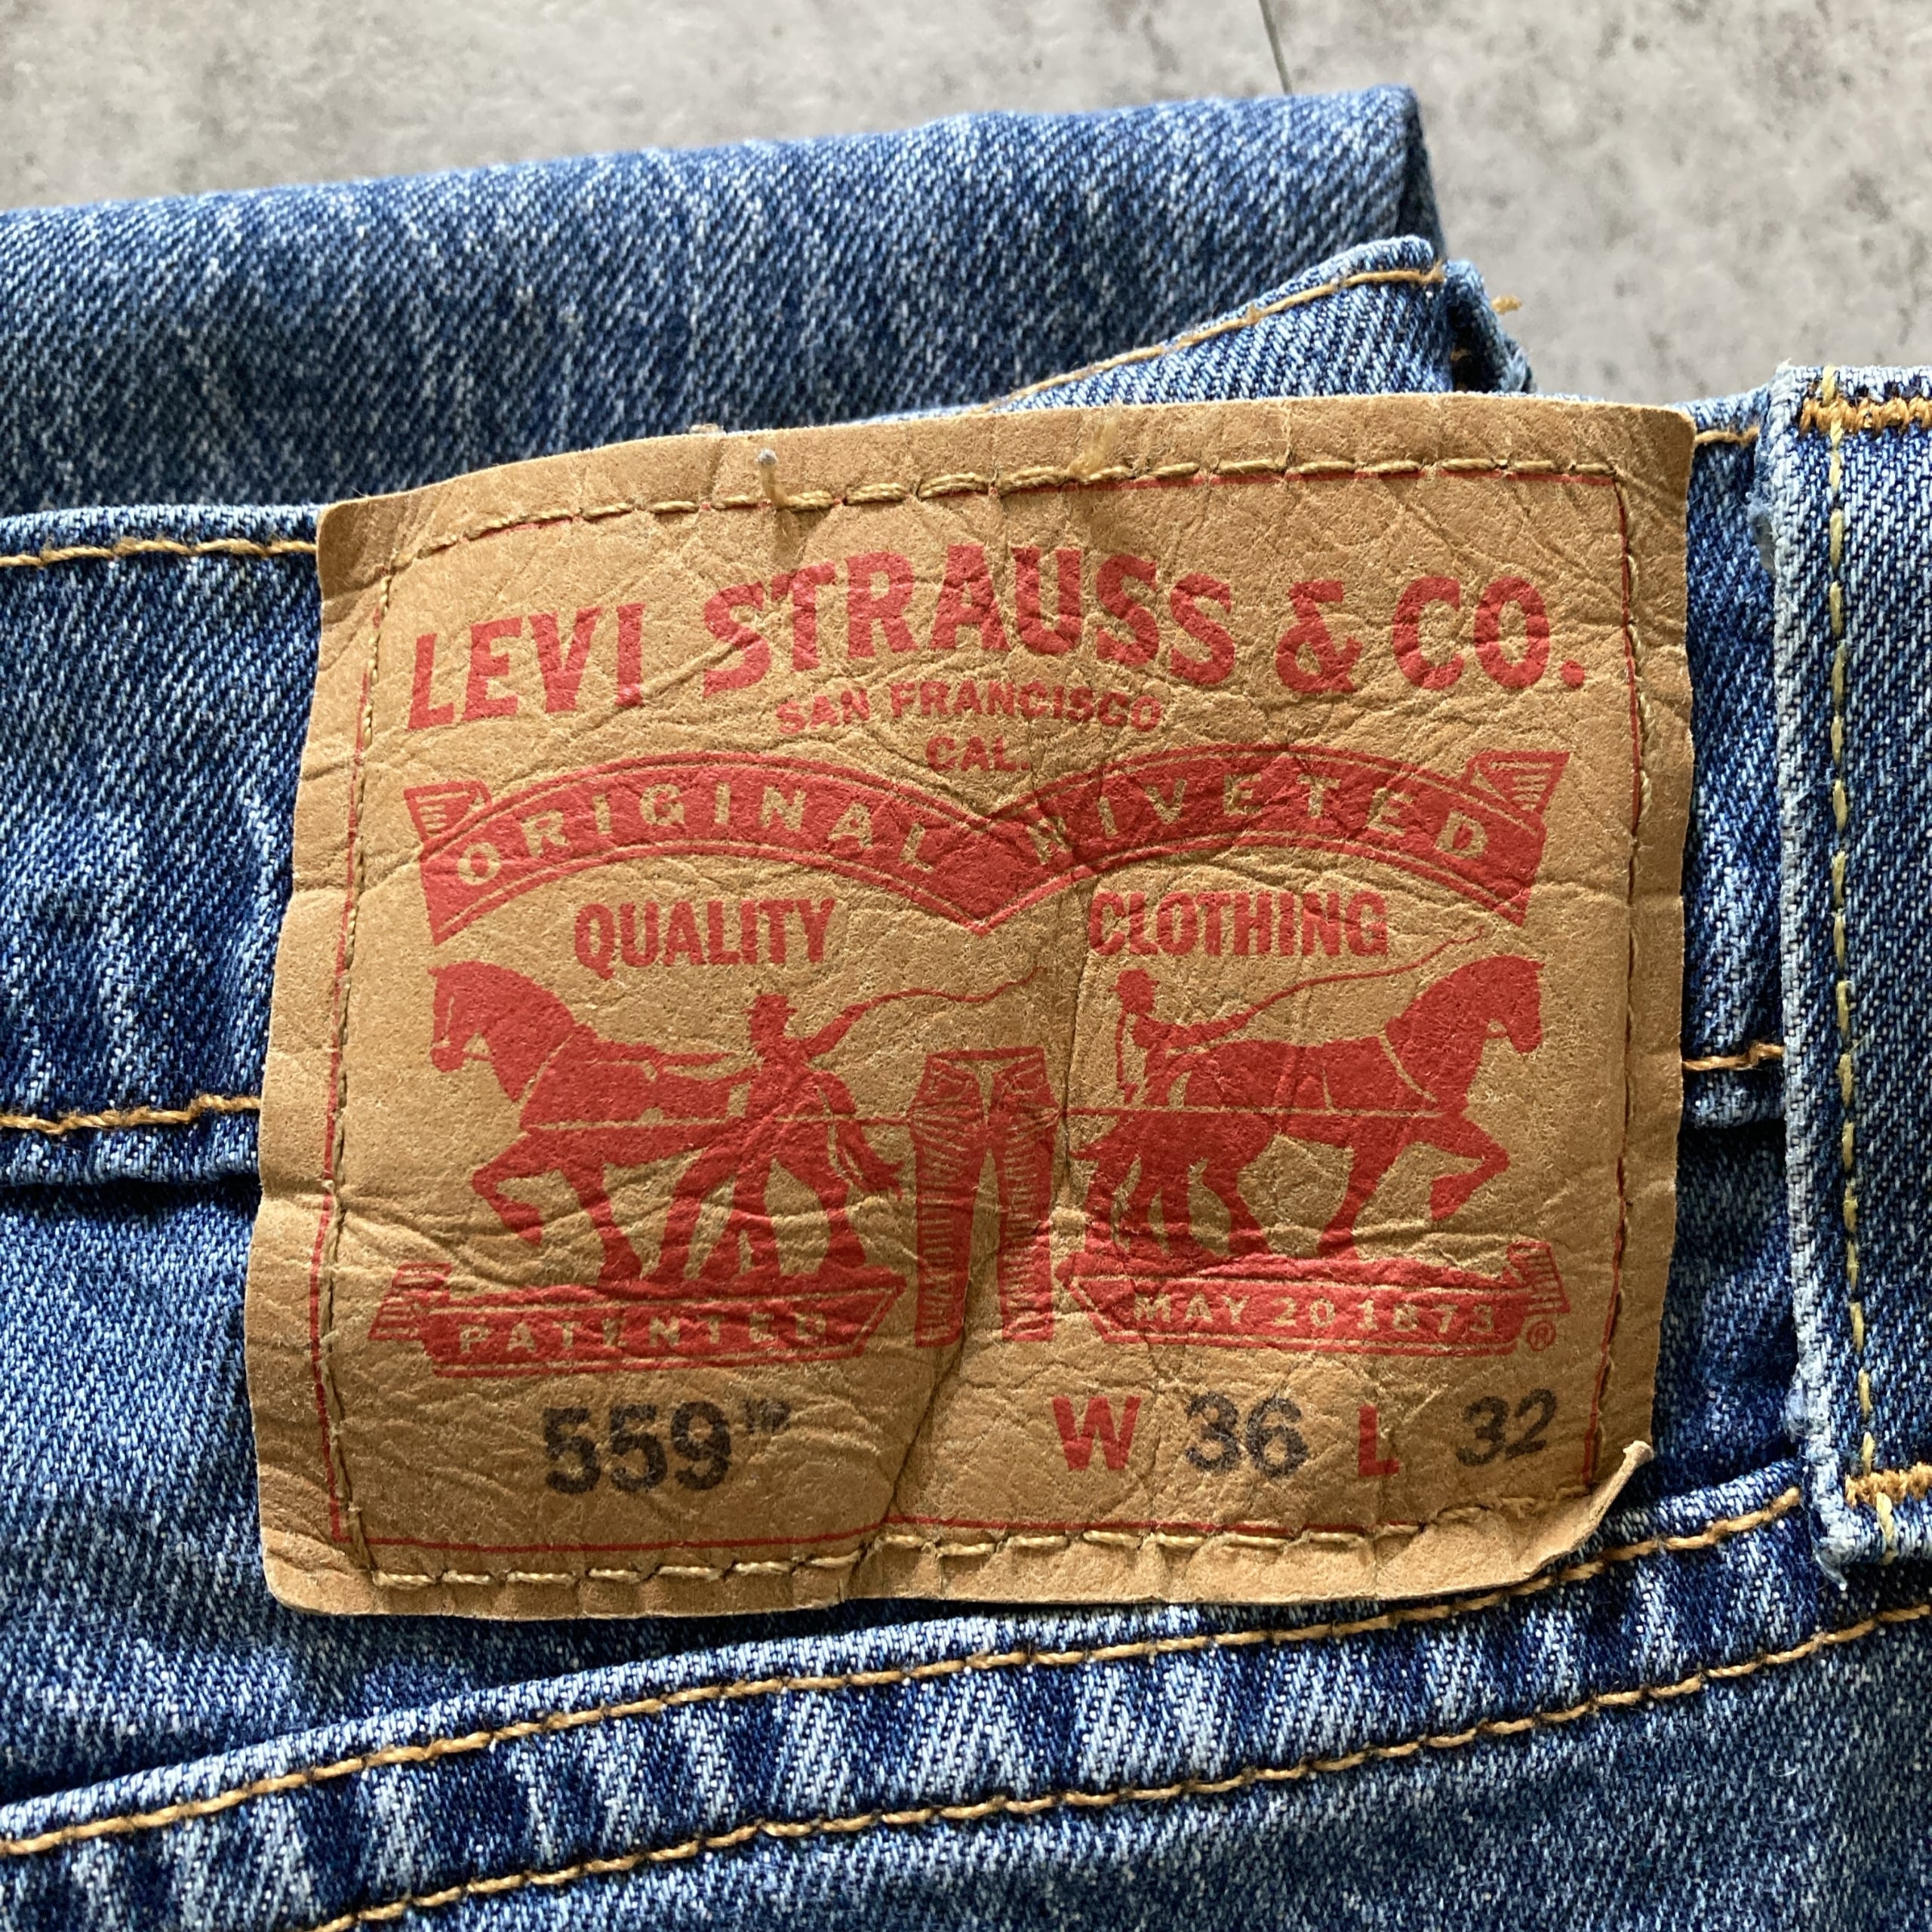 LEVI STRAUSS & CO.
SAN FRANCISCO
CAL.
ORIGINAL RIVETED
QUALITY CLOTHING
PATENTED MAY 20 1873 ®
559™ W 36 L 32